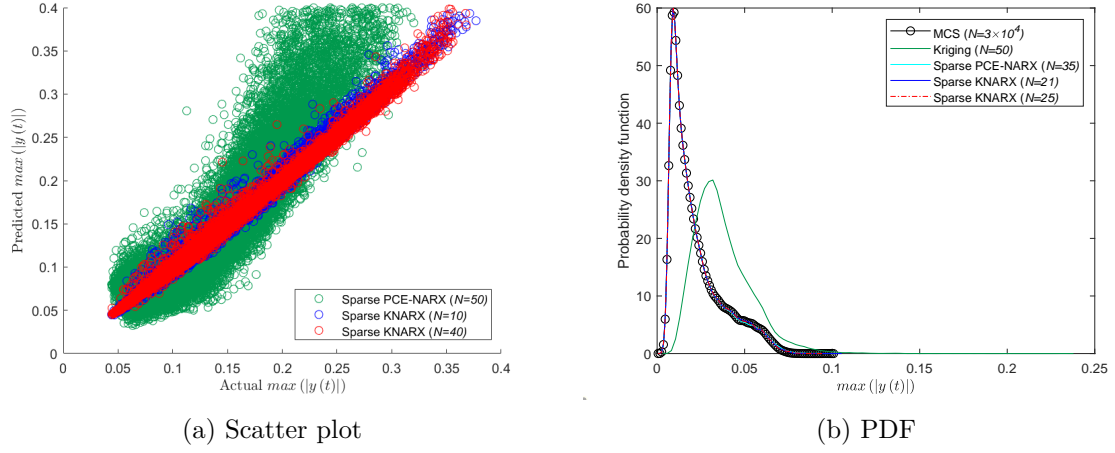 0.4
0.35
0.3
0.25
0.2
0.15
0.1
0.05
0
Predicted max (|y (t)|)
Sparse PCE-NARX (N=50)
Sparse KNARX (N=10)
Sparse KNARX (N=40)
0 0.05 0.1 0.15 0.2 0.25 0.3 0.35 0.4
Actual max (|y (t)|)
(a) Scatter plot
60
50
40
30
20
10
0
Probability density function
MCS (N=3×10⁴)
Kriging (N=50)
Sparse PCE-NARX (N=35)
Sparse KNARX (N=21)
Sparse KNARX (N=25)
0 0.05 0.1 0.15 0.2 0.25
max (|y (t)|)
(b) PDF